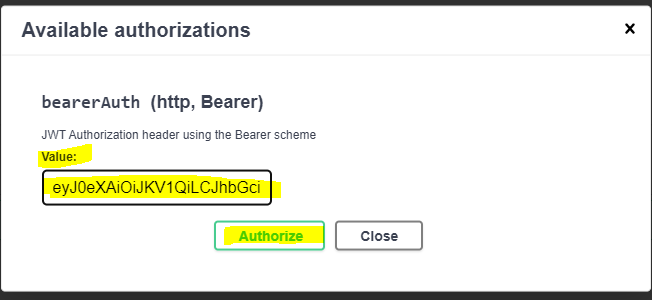 Available authorizations
×
bearerAuth (http, Bearer)
JWT Authorization header using the Bearer scheme
Value:
eyJ0eXAiOiJKV1QiLCJhbGci
Authorize Close